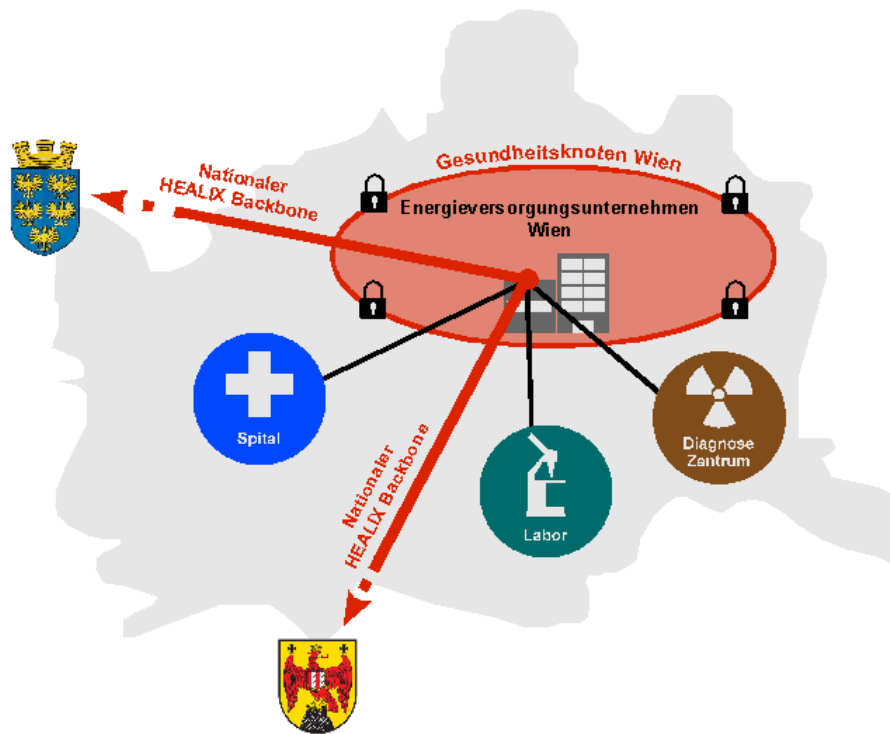 Gesundheitsknoten Wien
Energieversorgungsunternehmen
Wien
Nationaler
HEALIX Backbone
Spital
Nationaler
HEALIX Backbone
Labor
Diagnose
Zentrum